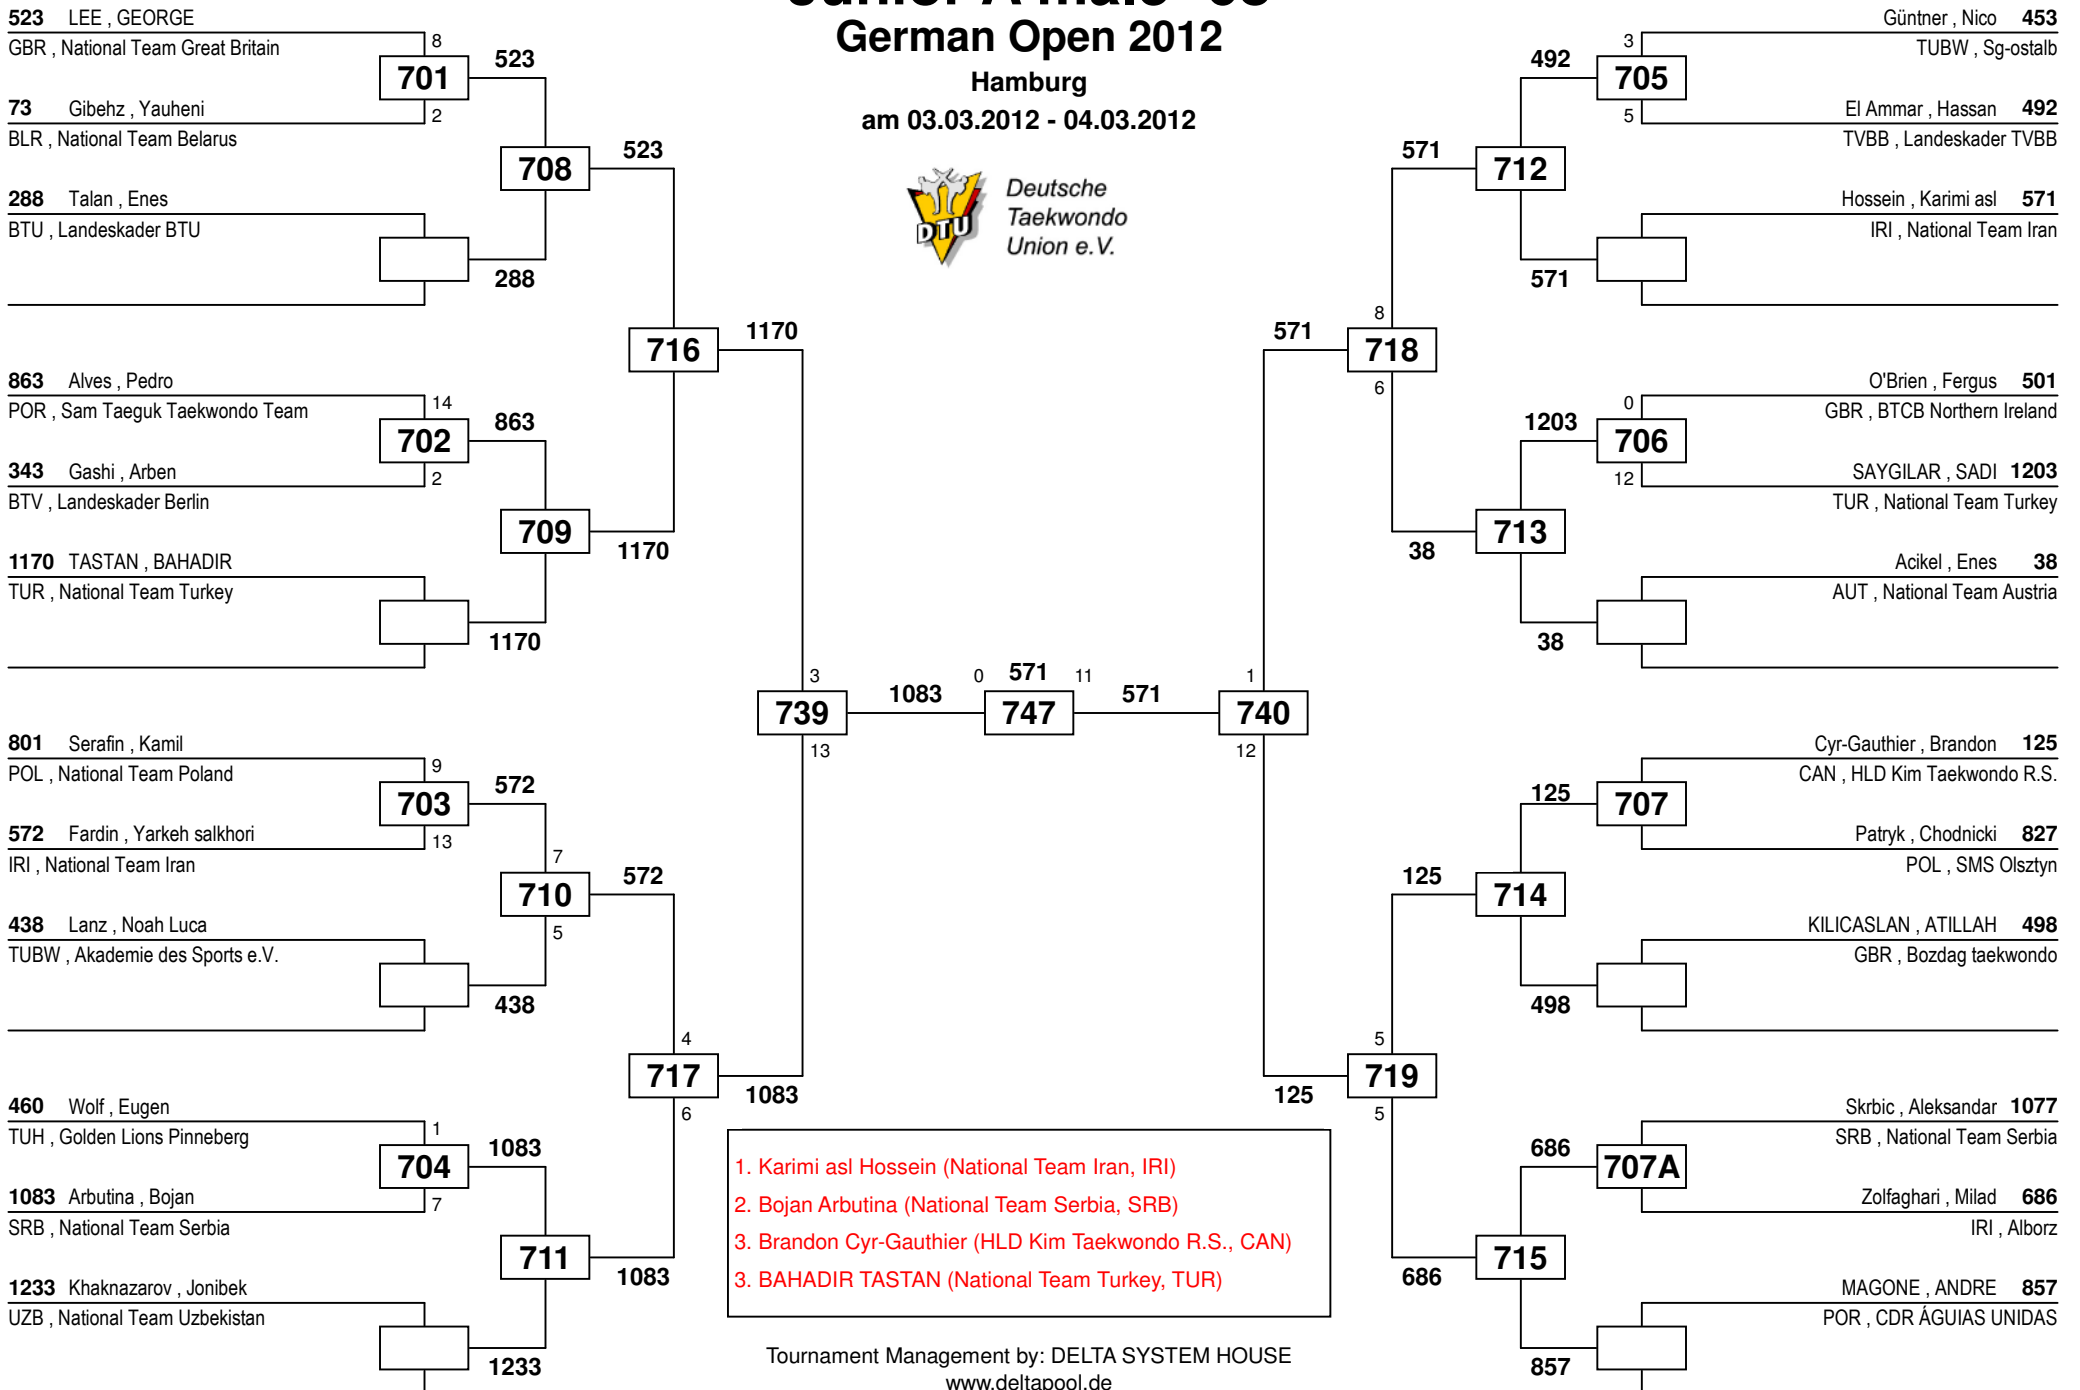 German Open 2012
Hamburg
am 03.03.2012 - 04.03.2012
DTU
Deutsche
Taekwondo
Union e.V.
523 LEE , GEORGE
GBR , National Team Great Britain
8
701
523
73 Gibehz , Yauheni
2
BLR , National Team Belarus
708
523
288 Talan , Enes
BTU , Landeskader BTU
288
716
1170
863 Alves , Pedro
POR , Sam Taeguk Taekwondo Team
14
702
863
343 Gashi , Arben
2
BTV , Landeskader Berlin
709
1170
1170 TASTAN , BAHADIR
TUR , National Team Turkey
1170
3
739
13
1083
801 Serafin , Kamil
POL , National Team Poland
9
703
572
572 Fardin , Yarkeh salkhori
13
IRI , National Team Iran
7
710
5
572
438 Lanz , Noah Luca
TUBW , Akademie des Sports e.V.
438
4
717
6
1083
460 Wolf , Eugen
TUH , Golden Lions Pinneberg
1
704
1083
1083 Arbutina , Bojan
7
SRB , National Team Serbia
711
1083
1233 Khaknazarov , Jonibek
UZB , National Team Uzbekistan
1233
0 571 11
747
571
Güntner , Nico 453
TUBW , Sg-ostalb
3
492
705
El Ammar , Hassan 492
5
TVBB , Landeskader TVBB
571
712
Hossein , Karimi asl 571
IRI , National Team Iran
571
8
571
718
6
O'Brien , Fergus 501
GBR , BTCB Northern Ireland
0
1203
706
SAYGILAR , SADI 1203
12
TUR , National Team Turkey
713
38
Acikel , Enes 38
AUT , National Team Austria
38
1
740
12
Cyr-Gauthier , Brandon 125
CAN , HLD Kim Taekwondo R.S.
125
707
Patryk , Chodnicki 827
POL , SMS Olsztyn
125
714
KILICASLAN , ATILLAH 498
GBR , Bozdag taekwondo
498
5
719
125
5
Skrbic , Aleksandar 1077
SRB , National Team Serbia
686
707A
Zolfaghari , Milad 686
IRI , Alborz
715
686
MAGONE , ANDRE 857
POR , CDR ÁGUIAS UNIDAS
857
1. Karimi asl Hossein (National Team Iran, IRI)
2. Bojan Arbutina (National Team Serbia, SRB)
3. Brandon Cyr-Gauthier (HLD Kim Taekwondo R.S., CAN)
3. BAHADIR TASTAN (National Team Turkey, TUR)
Tournament Management by: DELTA SYSTEM HOUSE
www.deltapool.de